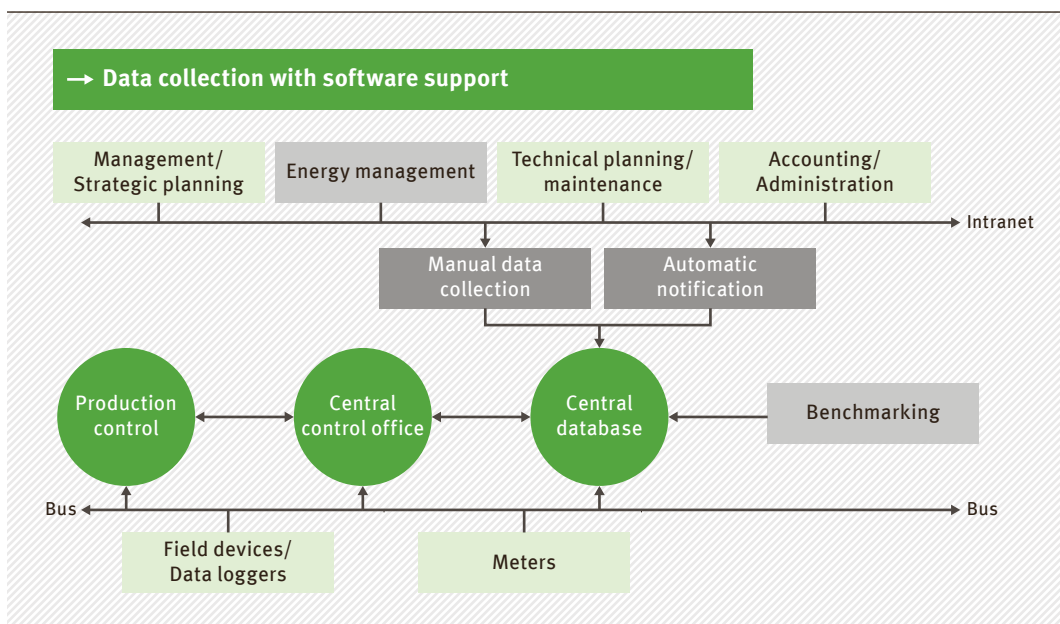 → Data collection with software support
Management/
Strategic planning
Energy management
Technical planning/
maintenance
Accounting/
Administration
Intranet
Manual data
collection
Automatic
notification
Production
control
Central
control office
Central
database
Benchmarking
Bus
Bus
Field devices/
Data loggers
Meters